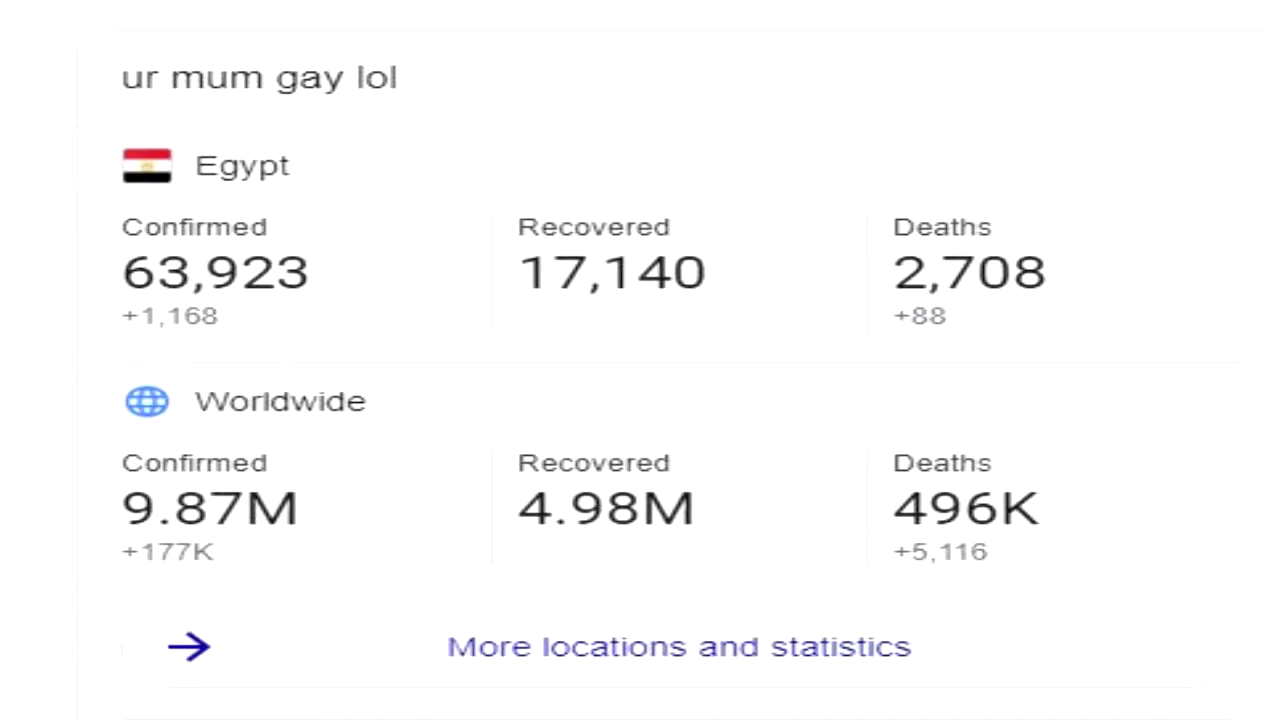 ur mum gay lol
Egypt
Confirmed Recovered Deaths
63,923 17,140 2,708
+1,168 +88
Worldwide
Confirmed Recovered Deaths
9.87M 4.98M 496K
+177K +5,116
More locations and statistics